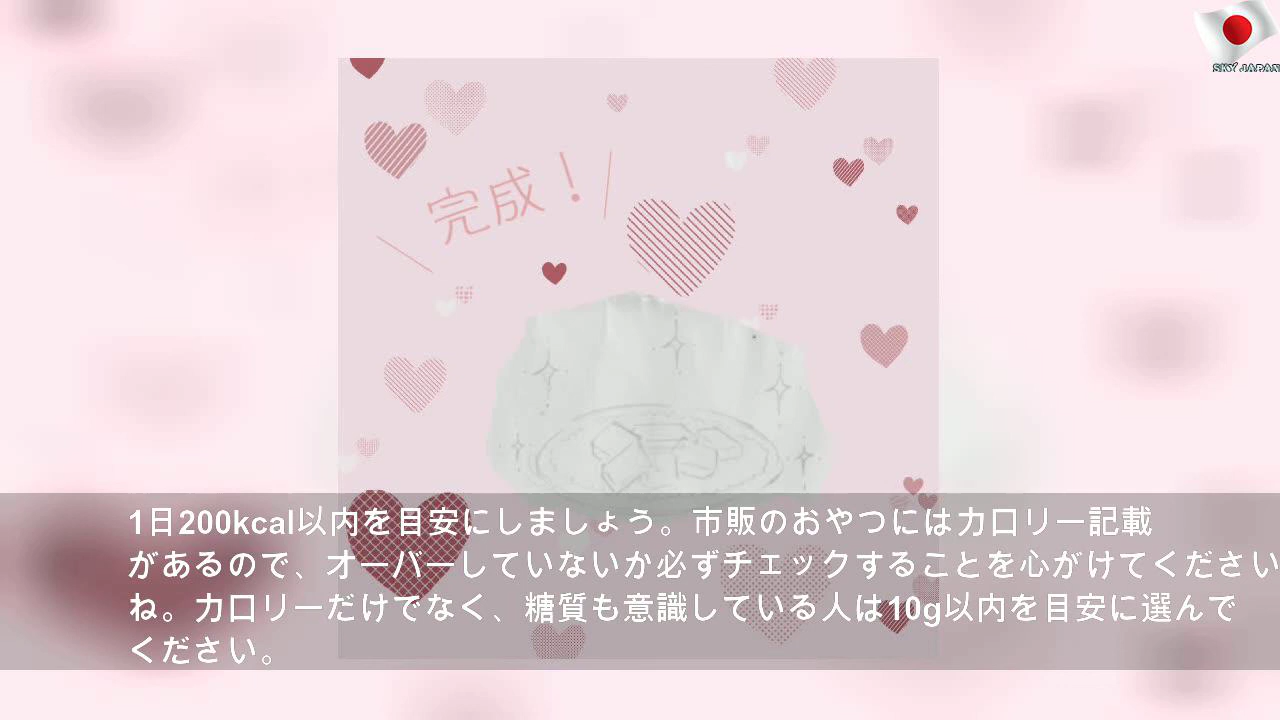 SKY JAPAN
完成！
1日200kcal以内を目安にしましょう。市販のおやつにはカロリー記載
があるので、オーバーしていないか必ずチェックすることを心がけてください
ね。カロリーだけでなく、糖質も意識している人は10g以内を目安に選んで
ください。